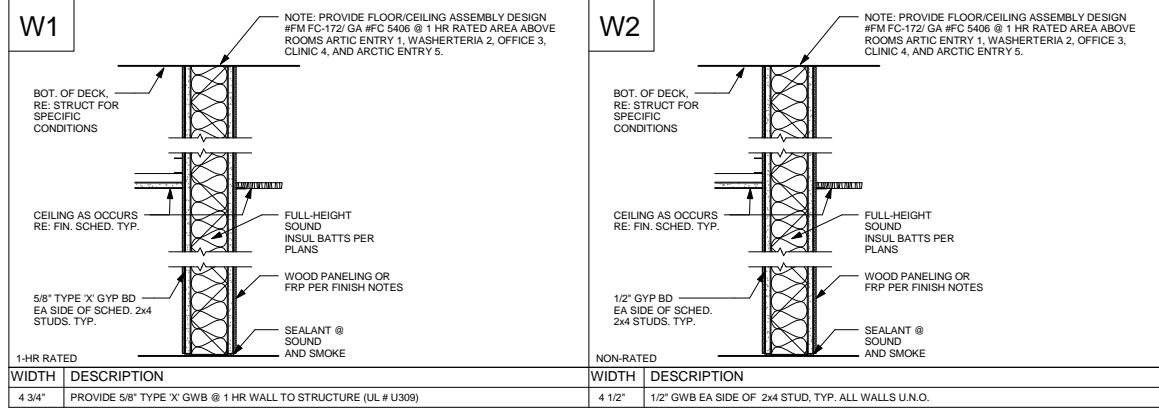 W1
NOTE: PROVIDE FLOOR/CEILING ASSEMBLY DESIGN
#FM FC-172/ GA #FC 5406 @ 1 HR RATED AREA ABOVE
ROOMS ARTIC ENTRY 1, WASHERTERIA 2, OFFICE 3,
CLINIC 4, AND ARCTIC ENTRY 5.
BOT. OF DECK,
RE: STRUCT FOR
SPECIFIC
CONDITIONS
CEILING AS OCCURS
RE: FIN. SCHED. TYP.
FULL-HEIGHT
SOUND
INSUL BATTS PER
PLANS
WOOD PANELING OR
FRP PER FINISH NOTES
5/8" TYPE 'X' GYP BD
EA SIDE OF SCHED. 2x4
STUDS. TYP.
SEALANT @
SOUND
AND SMOKE
1-HR RATED
WIDTH DESCRIPTION
4 3/4" PROVIDE 5/8" TYPE 'X' GWB @ 1 HR WALL TO STRUCTURE (UL # U309)
W2
NOTE: PROVIDE FLOOR/CEILING ASSEMBLY DESIGN
#FM FC-172/ GA #FC 5406 @ 1 HR RATED AREA ABOVE
ROOMS ARTIC ENTRY 1, WASHERTERIA 2, OFFICE 3,
CLINIC 4, AND ARCTIC ENTRY 5.
BOT. OF DECK,
RE: STRUCT FOR
SPECIFIC
CONDITIONS
CEILING AS OCCURS
RE: FIN. SCHED. TYP.
FULL-HEIGHT
SOUND
INSUL BATTS PER
PLANS
WOOD PANELING OR
FRP PER FINISH NOTES
1/2" GYP BD
EA SIDE OF SCHED.
2x4 STUDS. TYP.
SEALANT @
SOUND
AND SMOKE
NON-RATED
WIDTH DESCRIPTION
4 1/2" 1/2" GWB EA SIDE OF 2x4 STUD, TYP. ALL WALLS U.N.O.